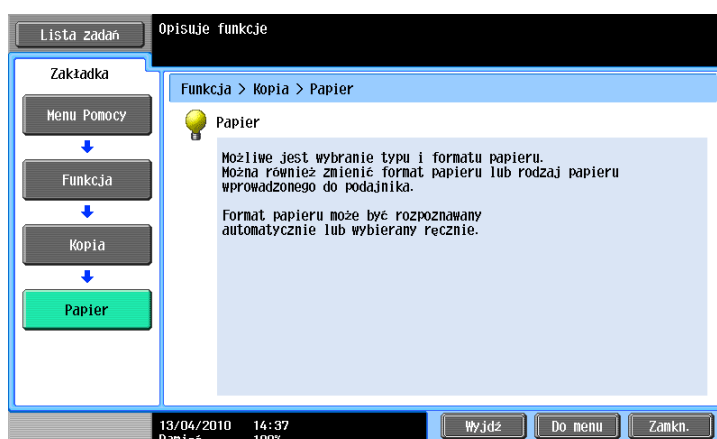 Lista zadań
Opisuje funkcje
Zakładka
Menu Pomocy
Funkcja
Kopia
Papier
Funkcja > Kopia > Papier
Papier
Możliwe jest wybranie typu i formatu papieru.
Można również zmienić format papieru lub rodzaj papieru
wprowadzonego do podajnika.
Format papieru może być rozpoznawany
automatycznie lub wybierany ręcznie.
13/04/2010 14:37
Pamięć 100%
Wyjdź
Do menu
Zamkn.